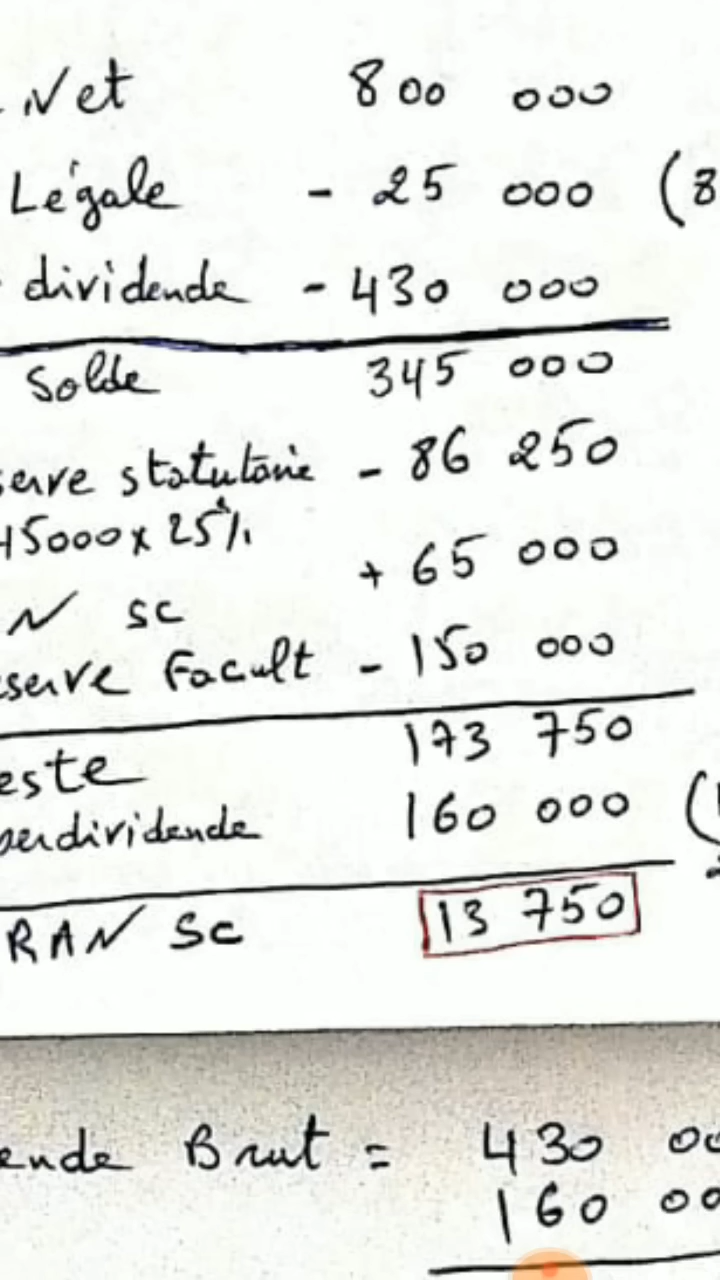 Net 800 000
Légale - 25 000 (8
dividende - 430 000
Solde 345 000
serve statutaire - 86 250
45000 x 25%
+ 65 000
N SC
serve Facult - 150 000
este 173 750
perdividende 160 000 (
RAN SC 13 750
ende Brut = 430 00
160 00